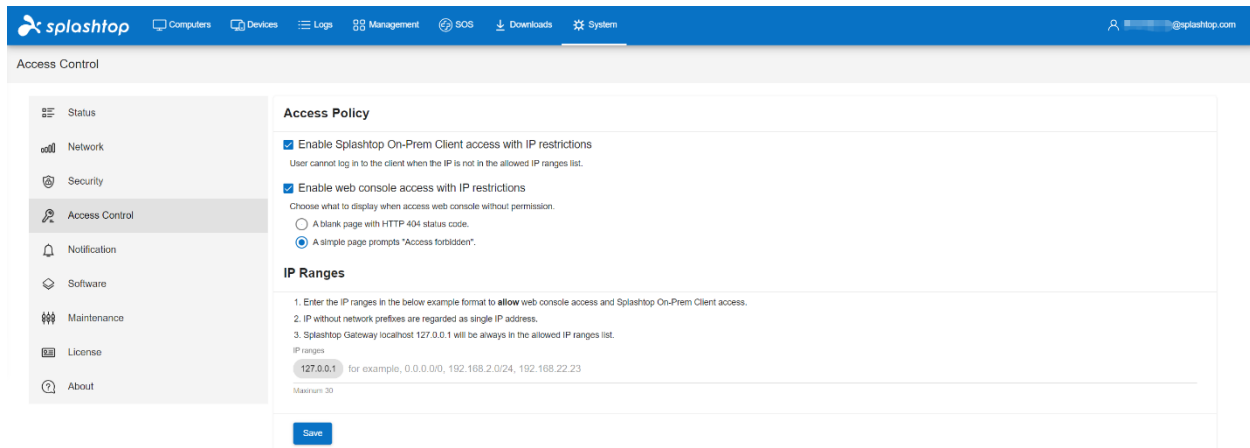 splashtop Computers Devices Logs Management SOS Downloads System @splashtop.com
Access Control
Status
Network
Security
Access Control
Notification
Software
Maintenance
License
About
Access Policy
Enable Splashtop On-Prem Client access with IP restrictions
User cannot log in to the client when the IP is not in the allowed IP ranges list.
Enable web console access with IP restrictions
Choose what to display when access web console without permission.
A blank page with HTTP 404 status code.
A simple page prompts "Access forbidden".
IP Ranges
1. Enter the IP ranges in the below example format to allow web console access and Splashtop On-Prem Client access.
2. IP without network prefixes are regarded as single IP address.
3. Splashtop Gateway localhost 127.0.0.1 will be always in the allowed IP ranges list.
IP ranges
127.0.0.1 for example, 0.0.0.0/0, 192.168.2.0/24, 192.168.22.23
Maximum 30
Save